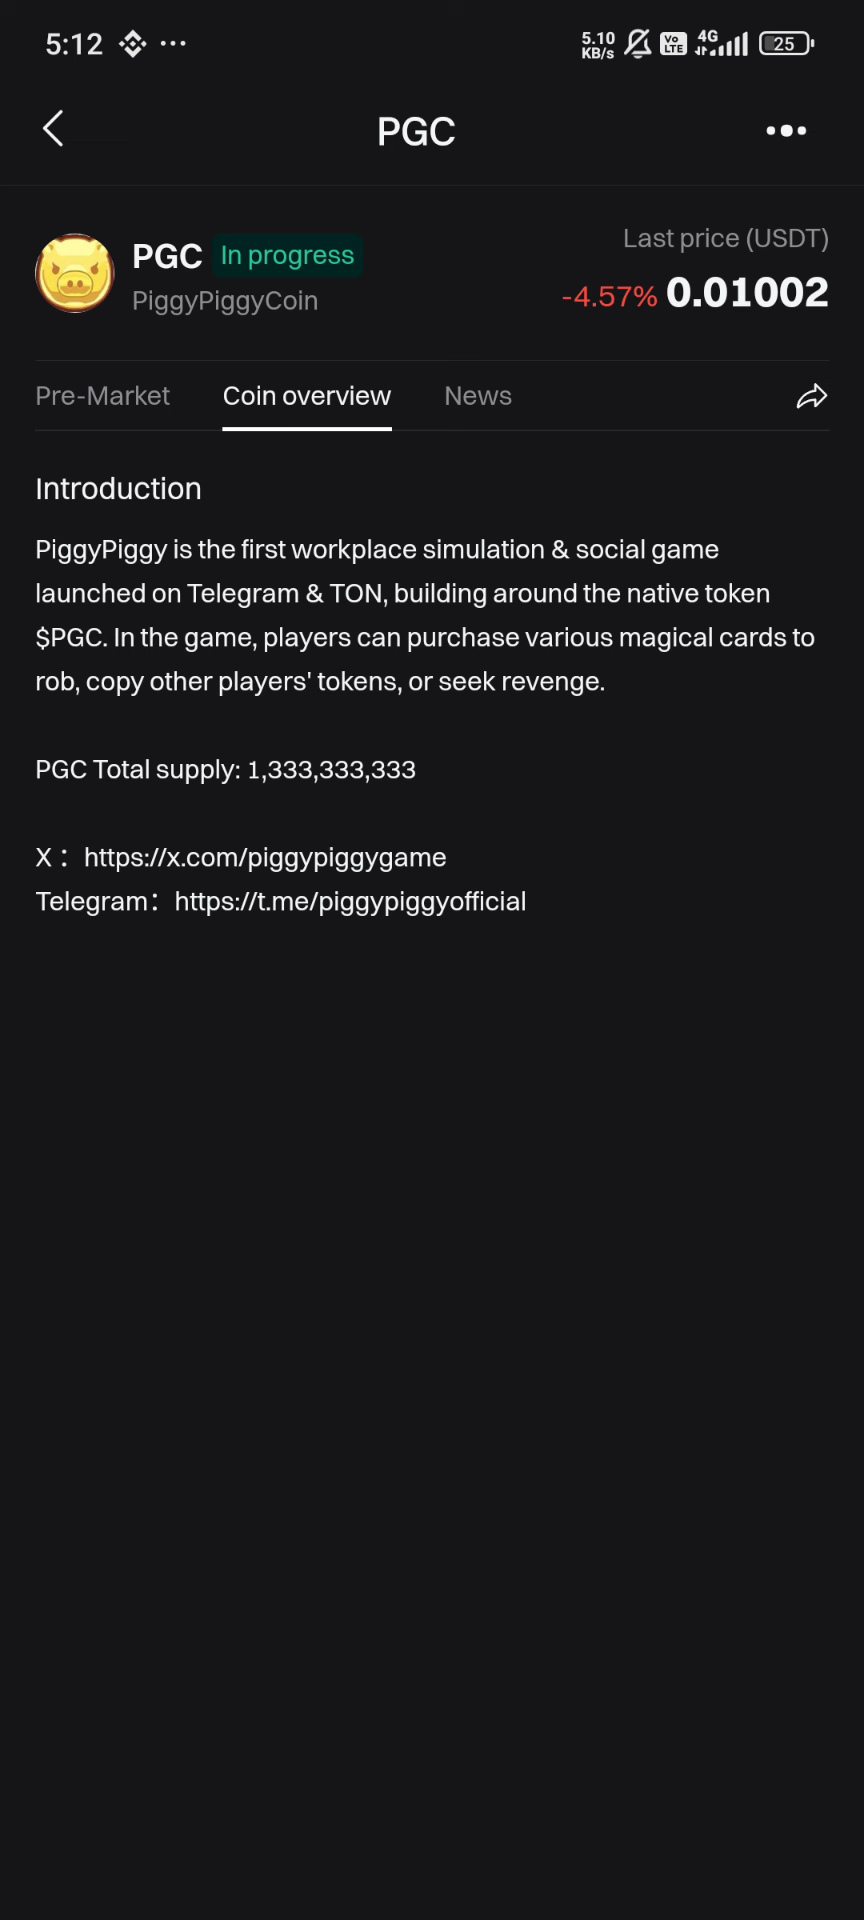 5:12
5.10
KB/s
Vo
LTE
4G
25
PGC
PGC In progress
PiggyPiggyCoin
Last price (USDT)
-4.57% 0.01002
Pre-Market Coin overview News
Introduction
PiggyPiggy is the first workplace simulation & social game
launched on Telegram & TON, building around the native token
$PGC. In the game, players can purchase various magical cards to
rob, copy other players' tokens, or seek revenge.
PGC Total supply: 1,333,333,333
X： https://x.com/piggypiggygame
Telegram：https://t.me/piggypiggyofficial